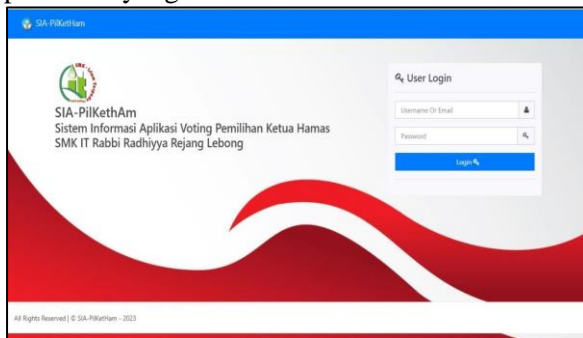 SIA-PilKetHam
User Login
SIA-PilKethAm
Sistem Informasi Aplikasi Voting Pemilihan Ketua Hamas
SMK IT Rabbi Radhiyya Rejang Lebong
Username Or Email
Password
Login
All Rights Reserved | © SIA-PilKetHam - 2023